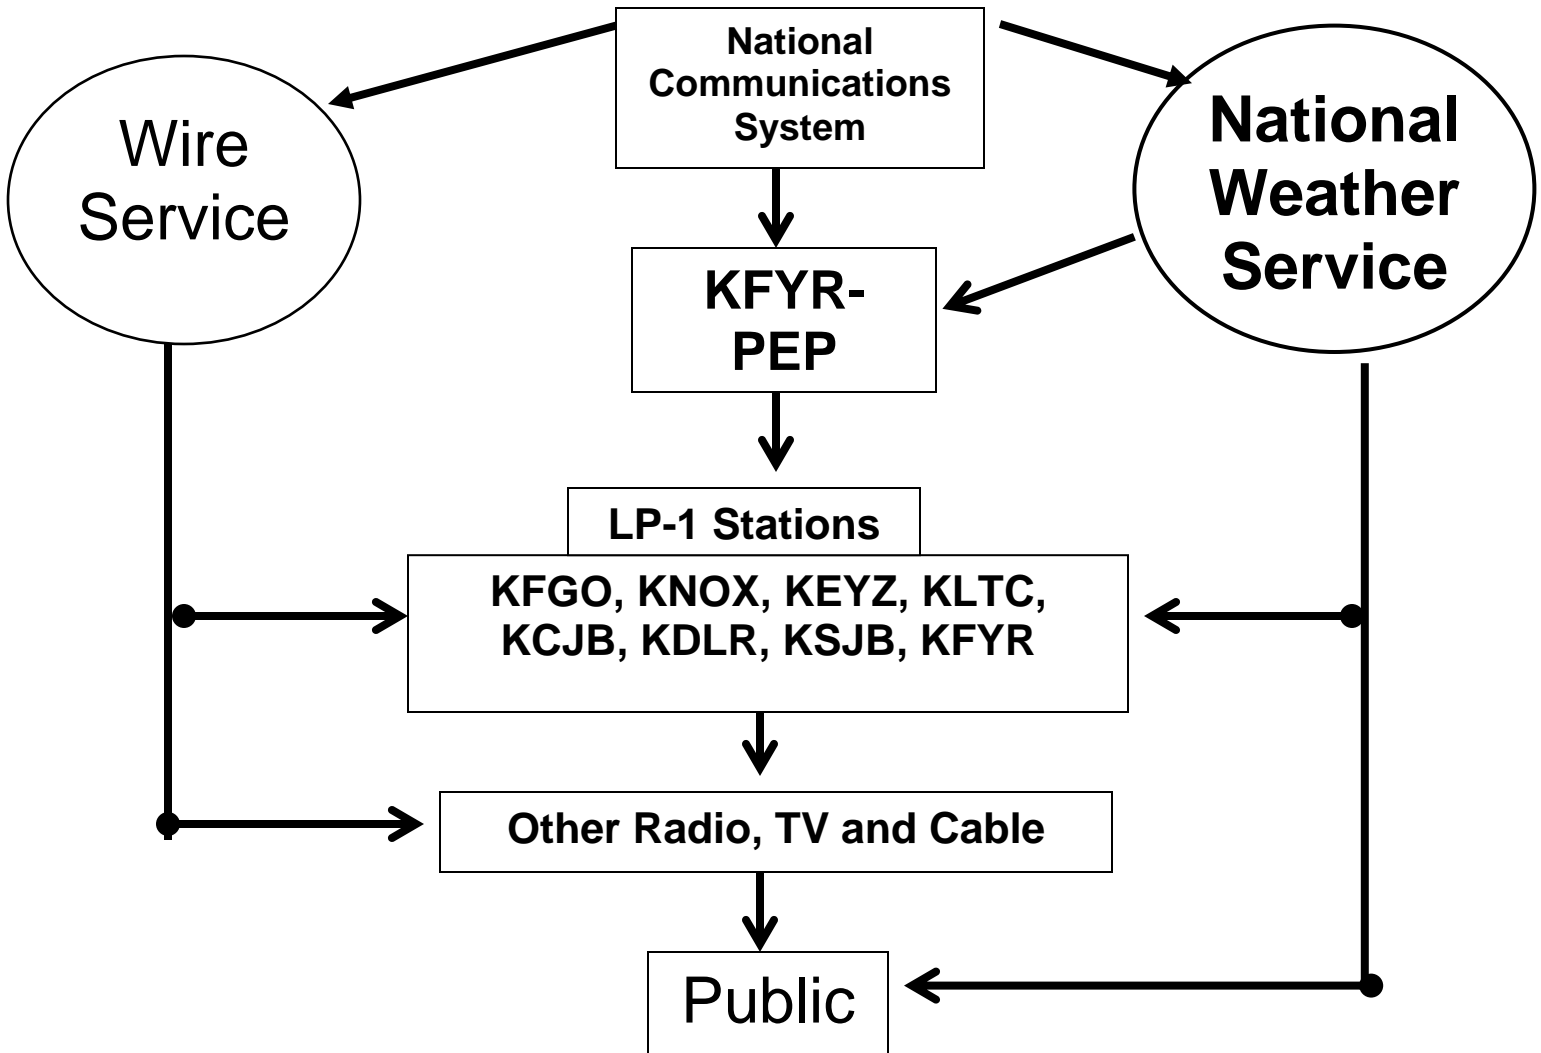 National
Communications
System
Wire
Service
National
Weather
Service
KFYR-
PEP
LP-1 Stations
KFGO, KNOX, KEYZ, KLTC,
KCJB, KDLR, KSJB, KFYR
Other Radio, TV and Cable
Public